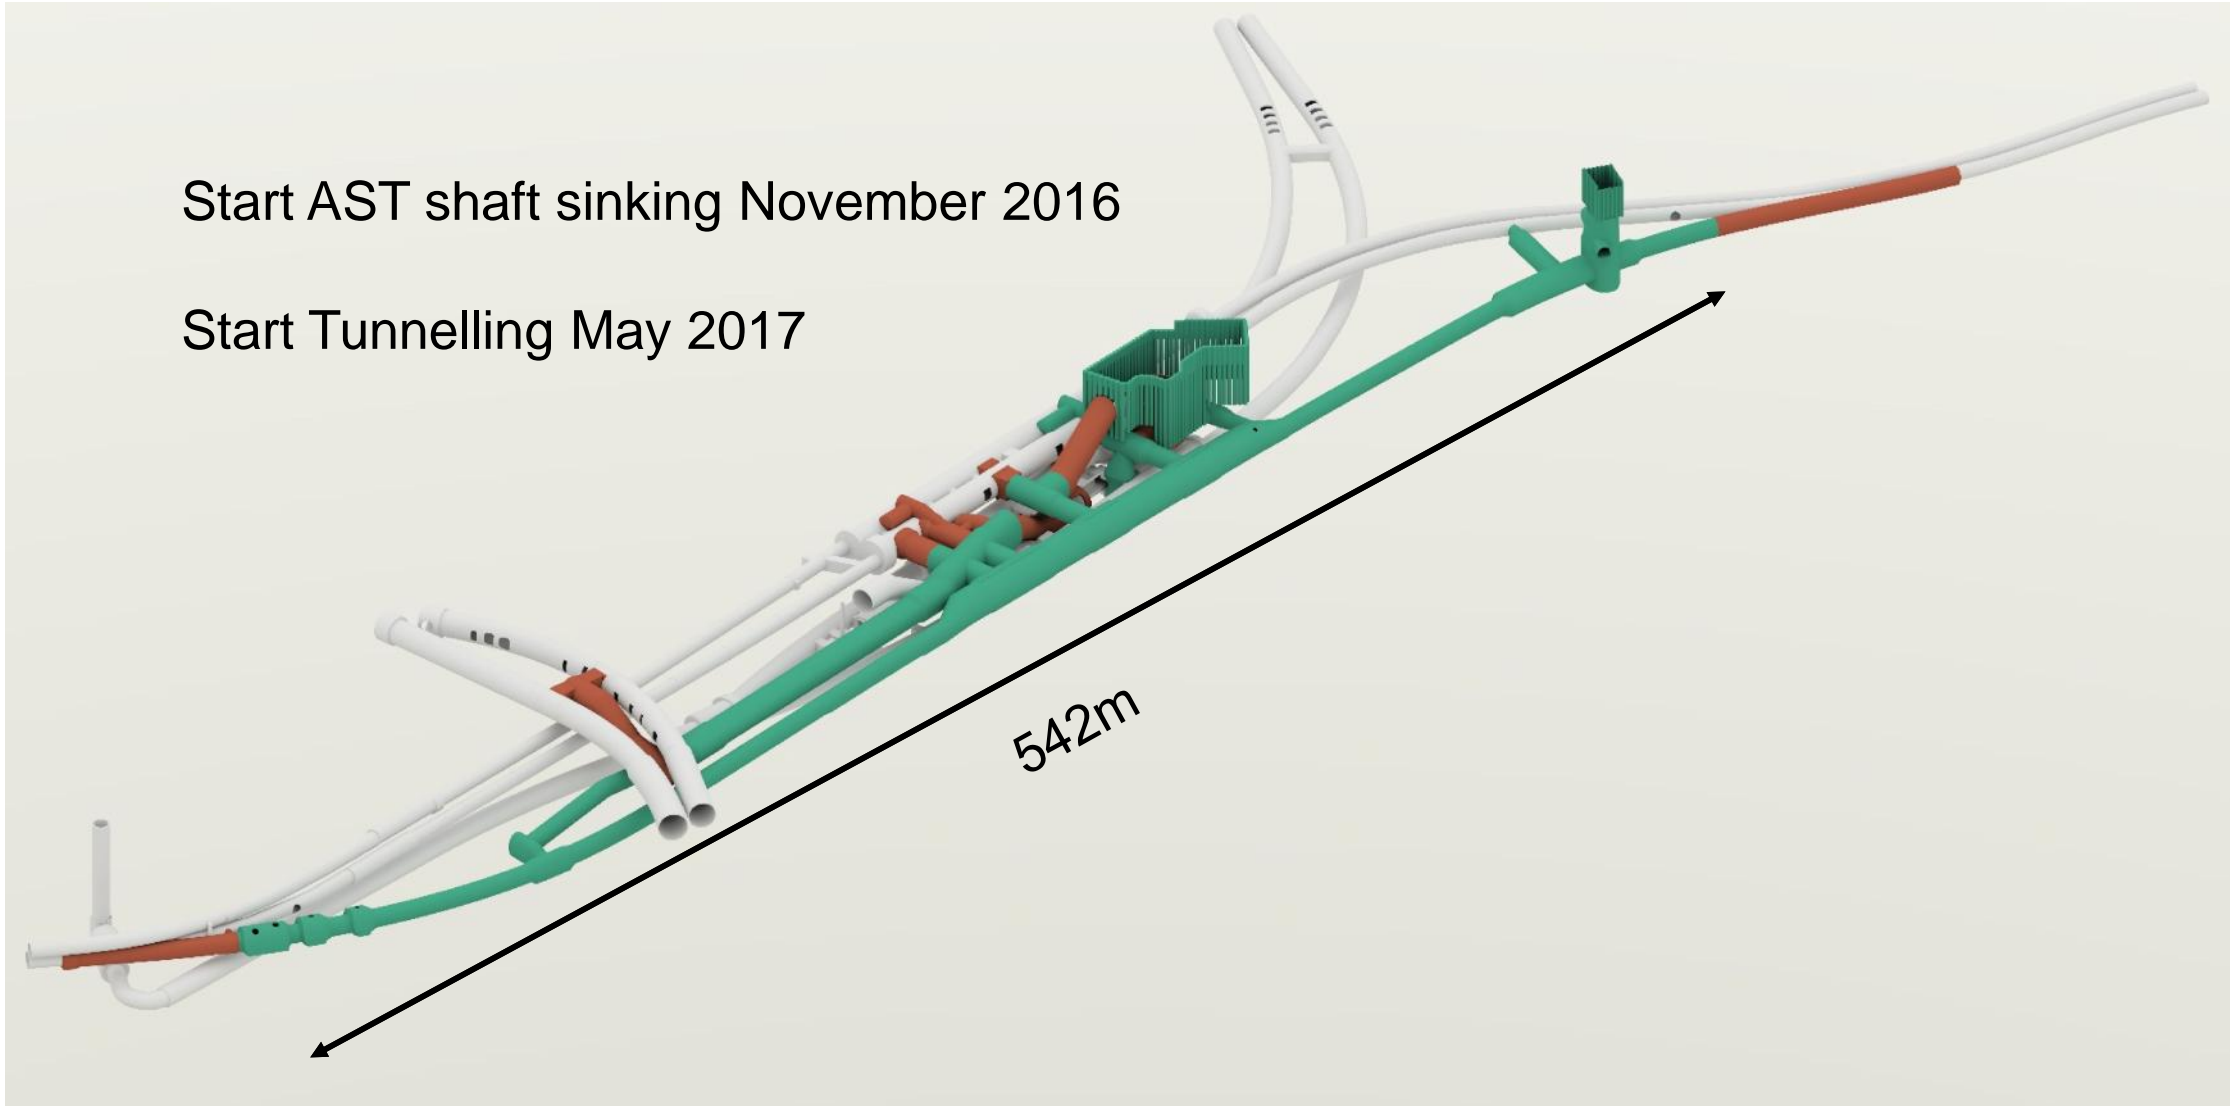 Start AST shaft sinking November 2016
Start Tunnelling May 2017
542m